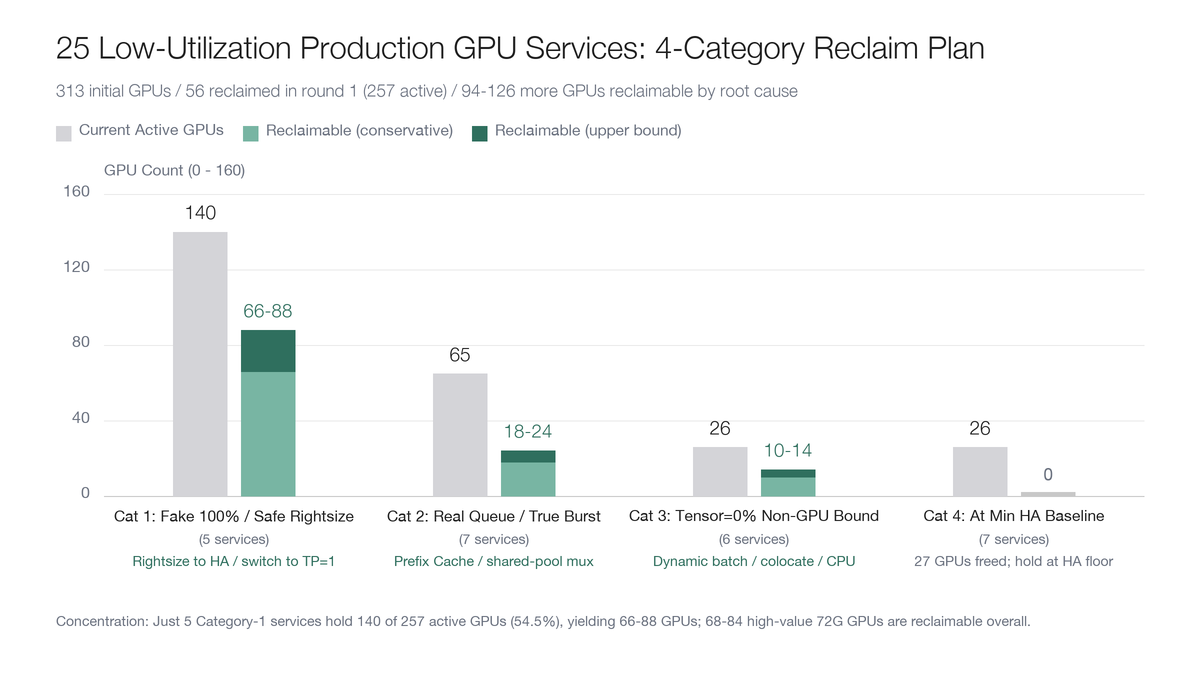 25 Low-Utilization Production GPU Services: 4-Category Reclaim Plan
313 initial GPUs / 56 reclaimed in round 1 (257 active) / 94-126 more GPUs reclaimable by root cause
Current Active GPUs Reclaimable (conservative) Reclaimable (upper bound)
GPU Count (0 - 160)
160
140
120
66-88
80
65
40
18-24
26
10-14
26
0
0
Cat 1: Fake 100% / Safe Rightsize Cat 2: Real Queue / True Burst Cat 3: Tensor=0% Non-GPU Bound Cat 4: At Min HA Baseline
(5 services) (7 services) (6 services) (7 services)
Rightsize to HA / switch to TP=1 Prefix Cache / shared-pool mux Dynamic batch / colocate / CPU 27 GPUs freed; hold at HA floor
Concentration: Just 5 Category-1 services hold 140 of 257 active GPUs (54.5%), yielding 66-88 GPUs; 68-84 high-value 72G GPUs are reclaimable overall.